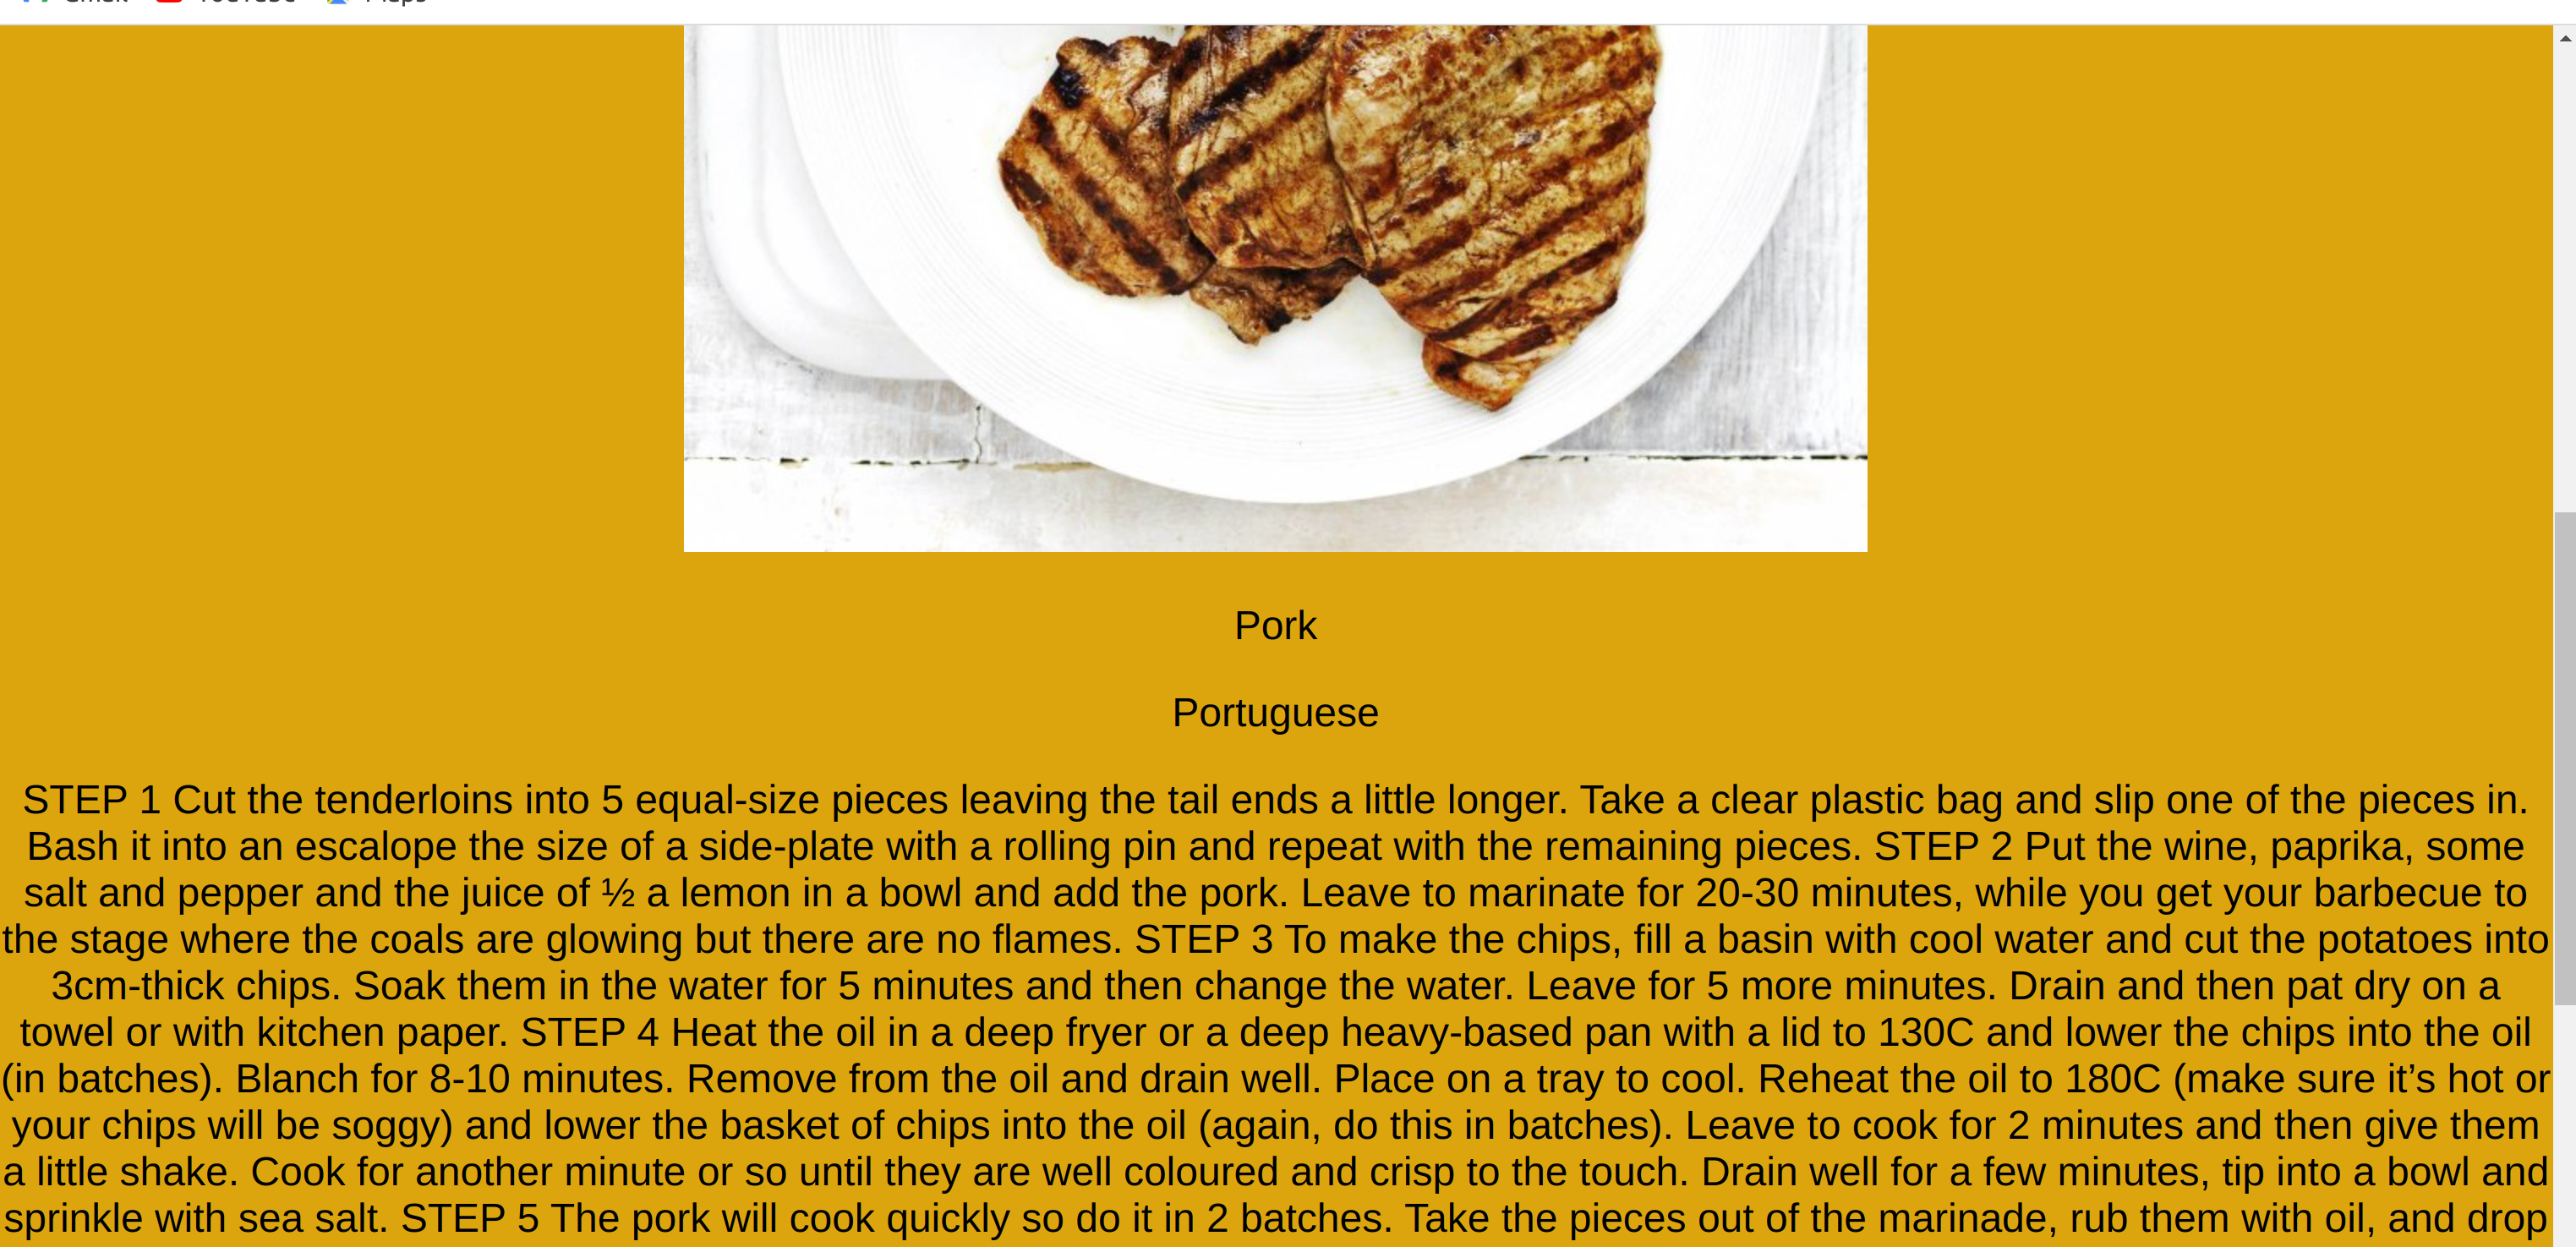 Gmail YouTube Maps
Pork
Portuguese
STEP 1 Cut the tenderloins into 5 equal-size pieces leaving the tail ends a little longer. Take a clear plastic bag and slip one of the pieces in.
Bash it into an escalope the size of a side-plate with a rolling pin and repeat with the remaining pieces. STEP 2 Put the wine, paprika, some
salt and pepper and the juice of ½ a lemon in a bowl and add the pork. Leave to marinate for 20-30 minutes, while you get your barbecue to
the stage where the coals are glowing but there are no flames. STEP 3 To make the chips, fill a basin with cool water and cut the potatoes into
3cm-thick chips. Soak them in the water for 5 minutes and then change the water. Leave for 5 more minutes. Drain and then pat dry on a
towel or with kitchen paper. STEP 4 Heat the oil in a deep fryer or a deep heavy-based pan with a lid to 130C and lower the chips into the oil
(in batches). Blanch for 8-10 minutes. Remove from the oil and drain well. Place on a tray to cool. Reheat the oil to 180C (make sure it’s hot or
your chips will be soggy) and lower the basket of chips into the oil (again, do this in batches). Leave to cook for 2 minutes and then give them
a little shake. Cook for another minute or so until they are well coloured and crisp to the touch. Drain well for a few minutes, tip into a bowl and
sprinkle with sea salt. STEP 5 The pork will cook quickly so do it in 2 batches. Take the pieces out of the marinade, rub them with oil, and drop